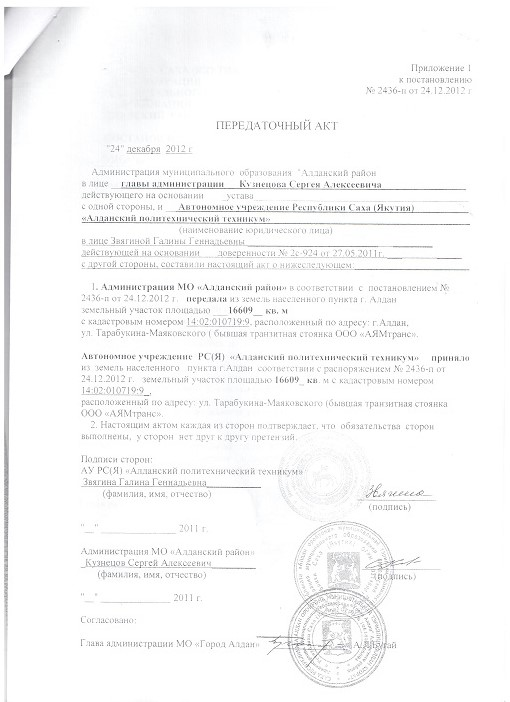 Приложение 1
к постановлению
№ 2436-п от 24.12.2012 г
ПЕРЕДАТОЧНЫЙ АКТ
"24" декабря 2012 г
Администрация муниципального образования "Алданский район
в лице главы администрации Кузнецова Сергея Алексеевича
действующего на основании устава
с одной стороны, и Автономное учреждение Республики Саха (Якутия)
«Алданский политехнический техникум»
(наименование юридического лица)
в лице Звягиной Галины Геннадьевны
действующей на основании доверенности № 2с-924 от 27.05.2011г.
с другой стороны, составили настоящий акт о нижеследующем:
1. Администрация МО «Алданский район» в соответствии с постановлением №
2436-п от 24.12.2012 г. передала из земель населенного пункта г. Алдан
земельный участок площадью 16609 кв. м
с кадастровым номером 14:02:010719:9, расположенный по адресу: г.Алдан,
ул. Тарабукина-Маяковского ( бывшая транзитная стоянка ООО «АЯМтранс».
Автономное учреждение РС(Я) «Алданский политехнический техникум» приняло
из земель населенного пункта г.Алдан соответствии с распоряжением № 2436-п от
24.12.2012 г. земельный участок площадью 16609_ кв. м с кадастровым номером
14:02:010719:9_,
расположенный по адресу: ул. Тарабукина-Маяковского (бывшая транзитная стоянка
ООО «АЯМтранс».
2. Настоящим актом каждая из сторон подтверждает, что обязательства сторон
выполнены, у сторон нет друг к другу претензий.
Подписи сторон:
АУ РС(Я) «Алданский политехнический техникум»
Звягина Галина Геннадьевна
(фамилия, имя, отчество)
Звягина
(подпись)
"__" ________________ 2011 г.
Администрация МО «Алданский район»
Кузнецов Сергей Алексеевич
(фамилия, имя, отчество)
(подпись)
"__" ______________ 2011 г.
Согласовано:
Глава администрации МО «Город Алдан»